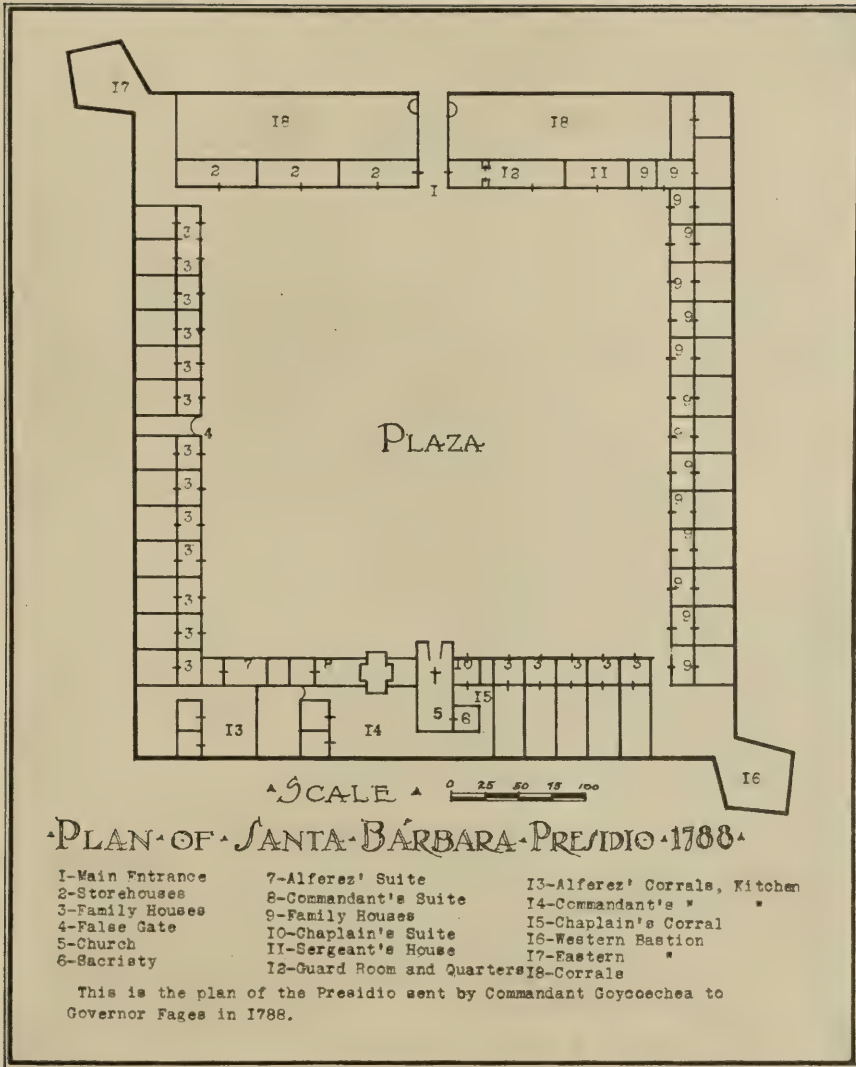 I7
I8 I8
2 2 2 I2 II 9 9
I
9
3 9
3
9
3
3 9
3 9
3 9
4 9
PLAZA
3 9
3 9
3
3 9
3 9
3 9
3 7 8 I0 3 3 3 3 3 9
I5
5 6
I3 I4
I6
SCALE 0 25 50 75 100
PLAN·OF·SANTA·BÁRBARA·PRESIDIO·1788
I-Main Entrance
2-Storehouses
3-Family Houses
4-False Gate
5-Church
6-Sacristy
7-Alferez' Suite
8-Commandant's Suite
9-Family Houses
IO-Chaplain's Suite
II-Sergeant's House
I2-Guard Room and Quarters
I3-Alferez' Corrals, Kitchen
I4-Commandant's " "
I5-Chaplain's Corral
I6-Western Bastion
I7-Eastern "
I8-Corrals
This is the plan of the Presidio sent by Commandant Goycoechea to
Governor Fages in I788.